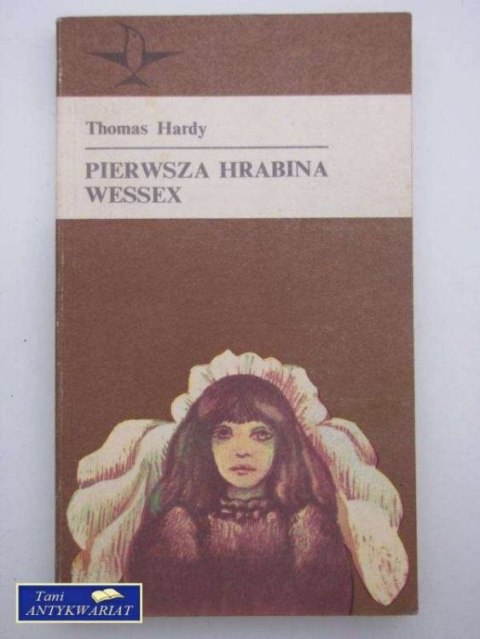 Thomas Hardy
PIERWSZA HRABINA
WESSEX
Tani
ANTYKWARIAT